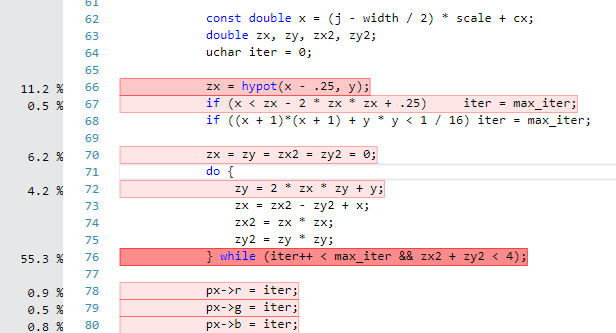 61
62 const double x = (j - width / 2) * scale + cx;
63 double zx, zy, zx2, zy2;
64 uchar iter = 0;
65
11.2 % 66 zx = hypot(x - .25, y);
0.5 % 67 if (x < zx - 2 * zx * zx + .25) iter = max_iter;
68 if ((x + 1)*(x + 1) + y * y < 1 / 16) iter = max_iter;
69
6.2 % 70 zx = zy = zx2 = zy2 = 0;
71 do {
4.2 % 72 zy = 2 * zx * zy + y;
73 zx = zx2 - zy2 + x;
74 zx2 = zx * zx;
75 zy2 = zy * zy;
55.3 % 76 } while (iter++ < max_iter && zx2 + zy2 < 4);
77
0.9 % 78 px->r = iter;
0.5 % 79 px->g = iter;
0.8 % 80 px->b = iter;